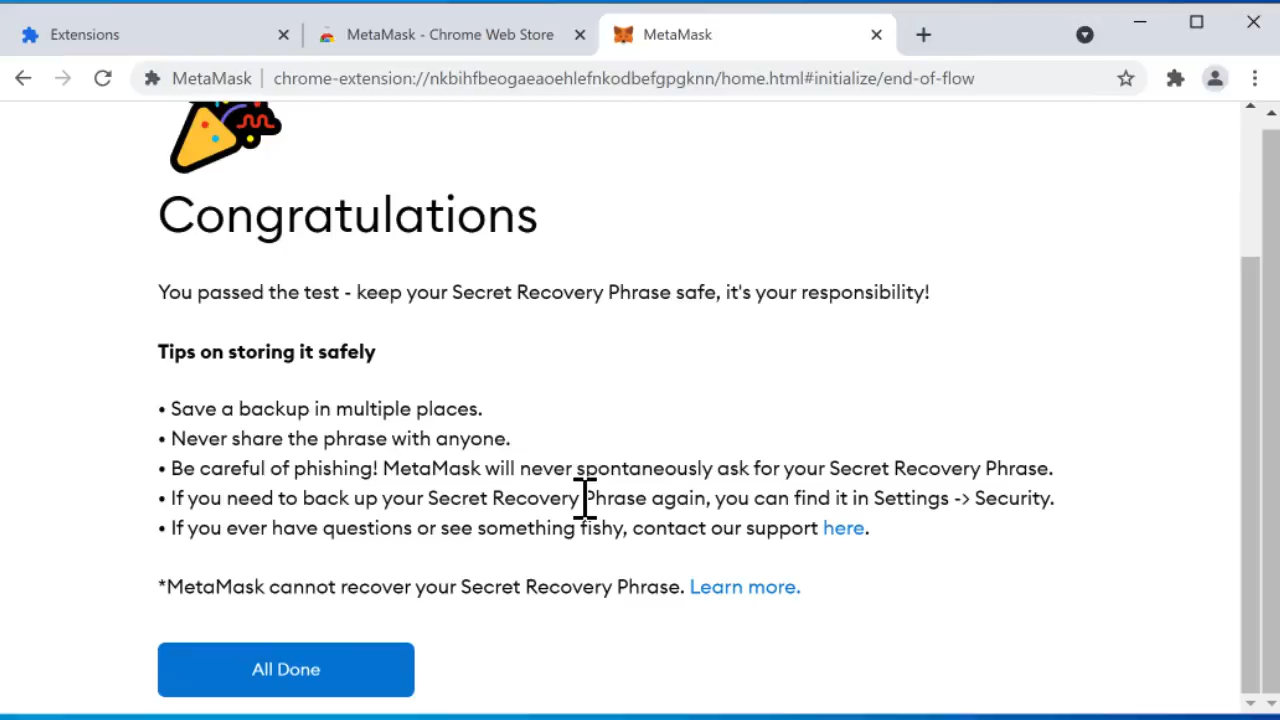 Extensions
MetaMask - Chrome Web Store
MetaMask
MetaMask
chrome-extension://nkbihfbeogaeaoehlefnkodbefgpgknn/home.html#initialize/end-of-flow
Congratulations
You passed the test - keep your Secret Recovery Phrase safe, it's your responsibility!
Tips on storing it safely
• Save a backup in multiple places.
• Never share the phrase with anyone.
• Be careful of phishing! MetaMask will never spontaneously ask for your Secret Recovery Phrase.
• If you need to back up your Secret Recovery Phrase again, you can find it in Settings -> Security.
• If you ever have questions or see something fishy, contact our support here.
*MetaMask cannot recover your Secret Recovery Phrase. Learn more.
All Done